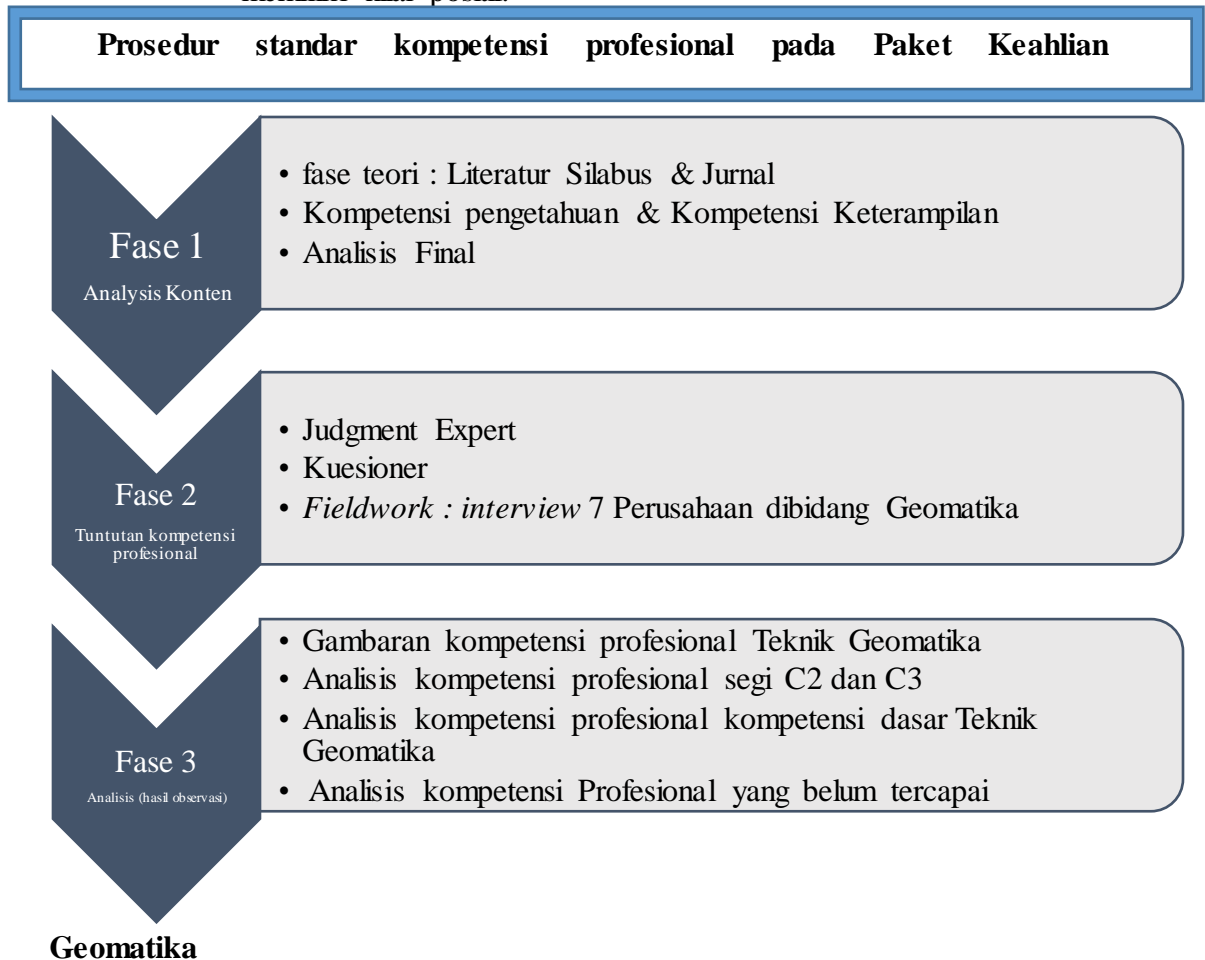 Prosedur standar kompetensi profesional pada Paket Keahlian
Fase 1
Analysis Konten
• fase teori : Literatur Silabus & Jurnal
• Kompetensi pengetahuan & Kompetensi Keterampilan
• Analisis Final
Fase 2
Tuntutan kompetensi
profesional
• Judgment Expert
• Kuesioner
• Fieldwork : interview 7 Perusahaan dibidang Geomatika
Fase 3
Analisis (hasil observasi)
• Gambaran kompetensi profesional Teknik Geomatika
• Analisis kompetensi profesional segi C2 dan C3
• Analisis kompetensi profesional kompetensi dasar Teknik
Geomatika
• Analisis kompetensi Profesional yang belum tercapai
Geomatika